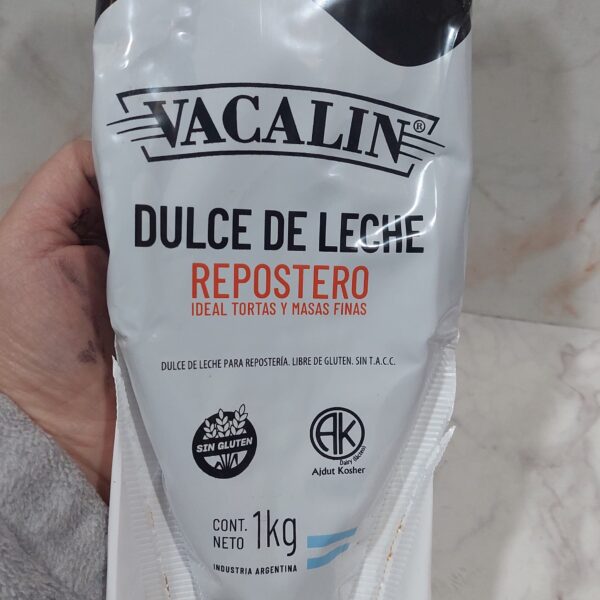 VACALIN®
DULCE DE LECHE
REPOSTERO
IDEAL TORTAS Y MASAS FINAS
DULCE DE LECHE PARA REPOSTERÍA. LIBRE DE GLUTEN. SIN T.A.C.C.
SIN GLUTEN
AK
Ajdut Kosher
CONT.
NETO 1kg
INDUSTRIA ARGENTINA